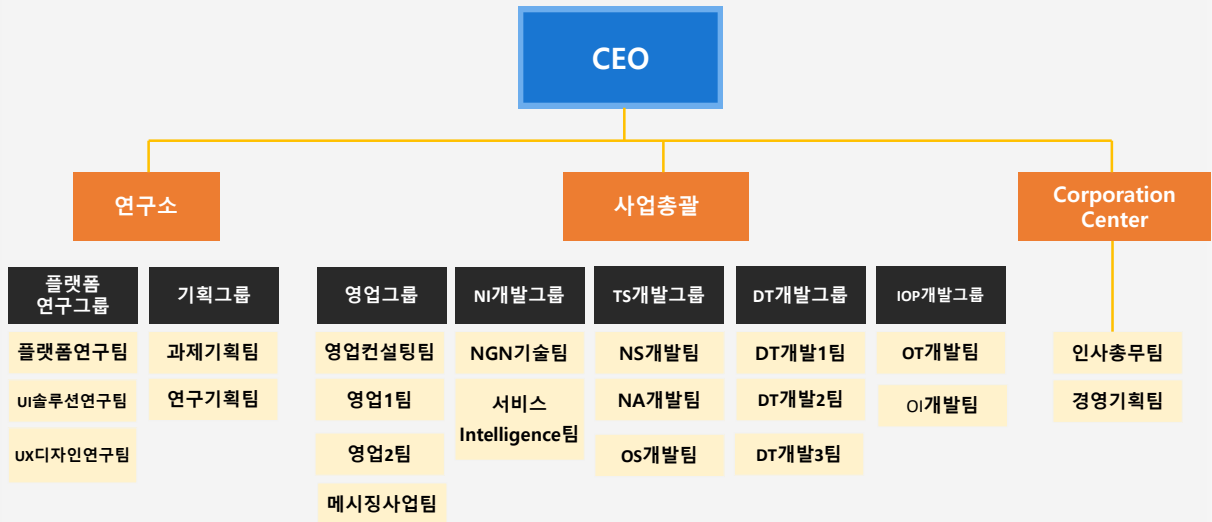 CEO
연구소
사업총괄
Corporation
Center
플랫폼
연구그룹
기획그룹
영업그룹
NI개발그룹
TS개발그룹
DT개발그룹
IOP개발그룹
플랫폼연구팀
과제기획팀
영업컨설팅팀
NGN기술팀
NS개발팀
DT개발1팀
OT개발팀
인사총무팀
UI솔루션연구팀
연구기획팀
영업1팀
서비스
Intelligence팀
NA개발팀
DT개발2팀
OI개발팀
경영기획팀
UX디자인연구팀
영업2팀
OS개발팀
DT개발3팀
메시징사업팀